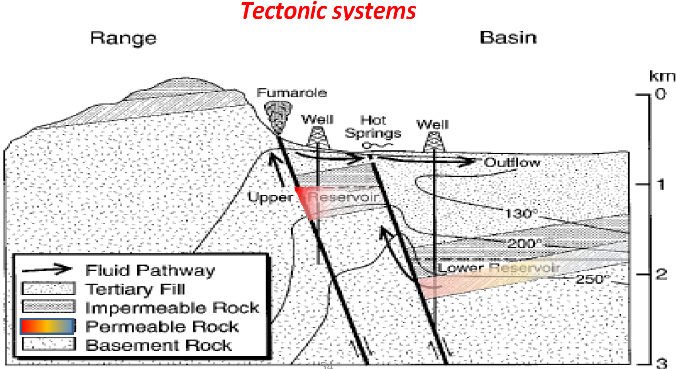 Tectonic systems
Range
Basin
km
0
Fumarole
Well
Hot
Springs
Well
Outflow
1
Upper Reservoir
130°
200°
Lower Reservoir
2
250°
Fluid Pathway
Tertiary Fill
Impermeable Rock
Permeable Rock
Basement Rock
3